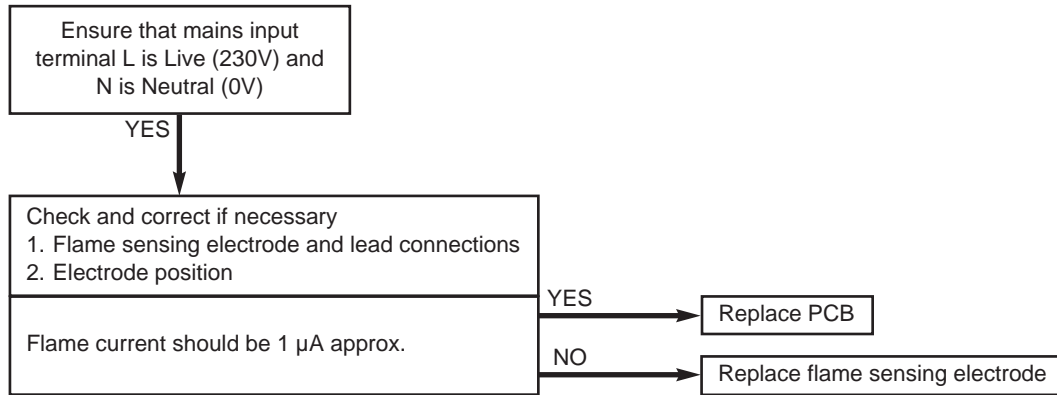 Ensure that mains input
terminal L is Live (230V) and
N is Neutral (0V)
YES
Check and correct if necessary
1. Flame sensing electrode and lead connections
2. Electrode position
YES
Replace PCB
Flame current should be 1 µA approx.
NO
Replace flame sensing electrode